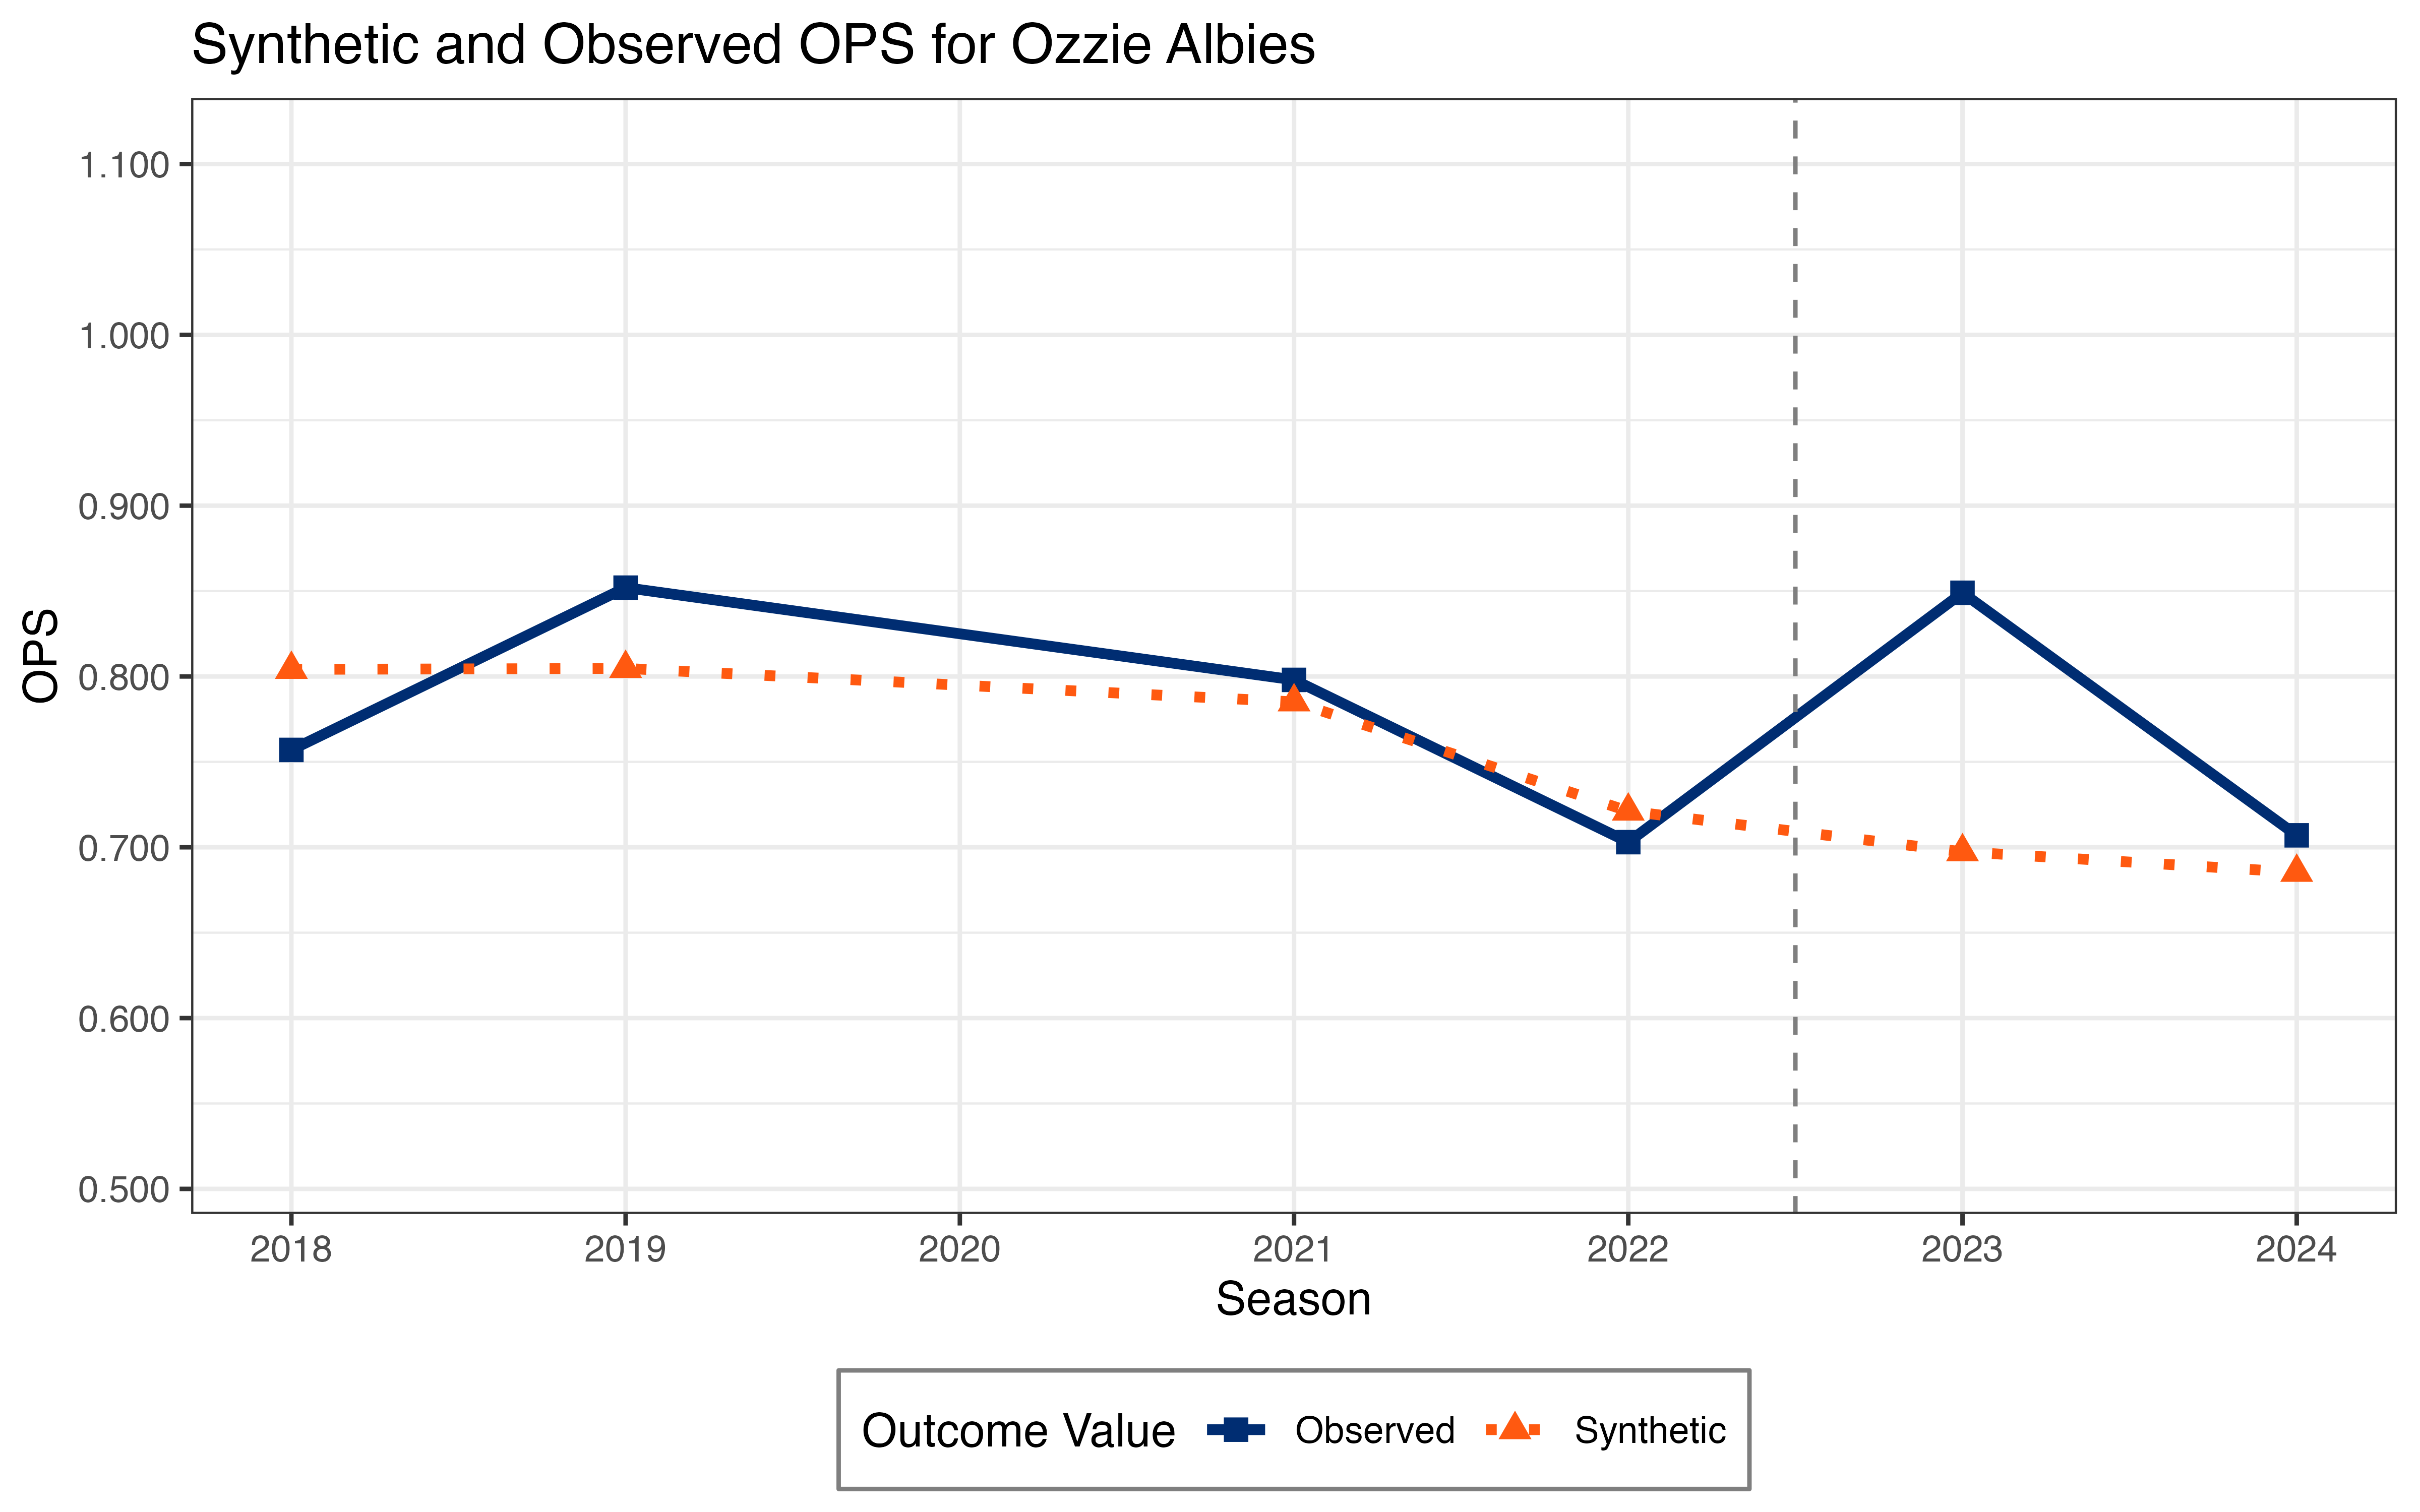 Synthetic and Observed OPS for Ozzie Albies
OPS
1.100
1.000
0.900
0.800
0.700
0.600
0.500
2018 2019 2020 2021 2022 2023 2024
Season
Outcome Value Observed Synthetic